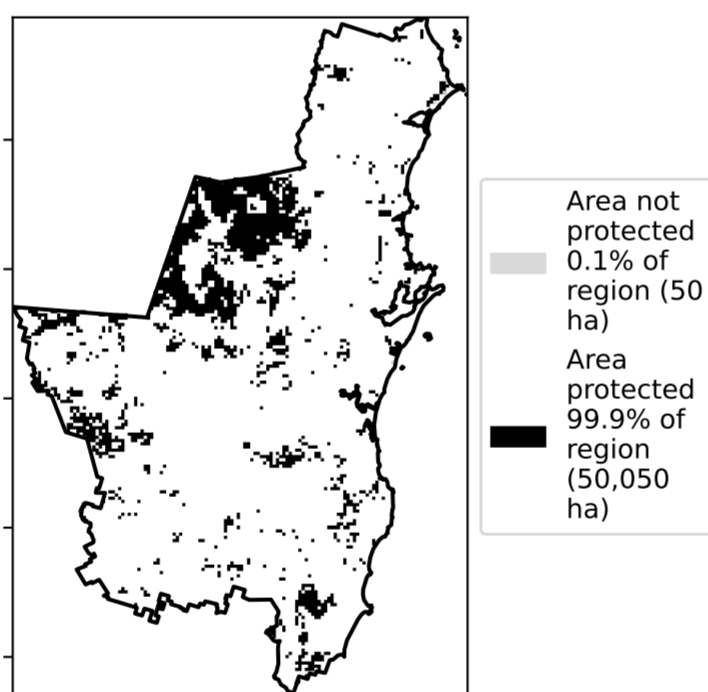 Area not
protected
0.1% of
region (50
ha)
Area
protected
99.9% of
region
(50,050
ha)